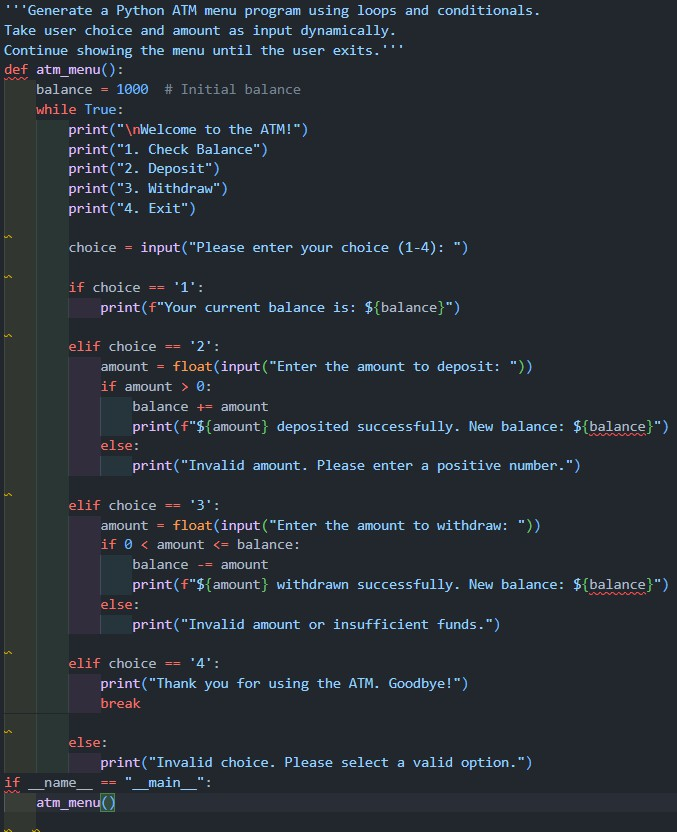 '''Generate a Python ATM menu program using loops and conditionals.
Take user choice and amount as input dynamically.
Continue showing the menu until the user exits.'''
def atm_menu():
    balance = 1000  # Initial balance
    while True:
        print("\nWelcome to the ATM!")
        print("1. Check Balance")
        print("2. Deposit")
        print("3. Withdraw")
        print("4. Exit")

        choice = input("Please enter your choice (1-4): ")

        if choice == '1':
            print(f"Your current balance is: ${balance}")

        elif choice == '2':
            amount = float(input("Enter the amount to deposit: "))
            if amount > 0:
                balance += amount
                print(f"${amount} deposited successfully. New balance: ${balance}")
            else:
                print("Invalid amount. Please enter a positive number.")

        elif choice == '3':
            amount = float(input("Enter the amount to withdraw: "))
            if 0 < amount <= balance:
                balance -= amount
                print(f"${amount} withdrawn successfully. New balance: ${balance}")
            else:
                print("Invalid amount or insufficient funds.")

        elif choice == '4':
            print("Thank you for using the ATM. Goodbye!")
            break

        else:
            print("Invalid choice. Please select a valid option.")
if __name__ == "__main__":
    atm_menu()